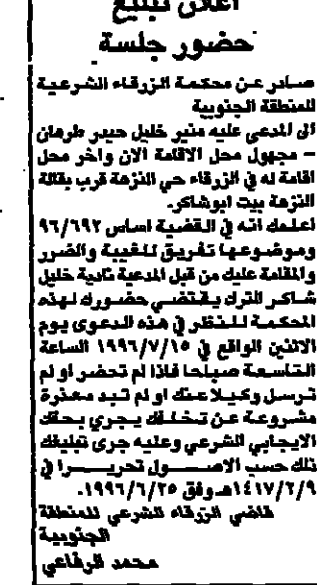 اعلان تبليغ
حضور جلسة
صادر عن محكمة الزرقاء الشرعية
للمنطقة الجنوبية
الى المدعى عليه منير خليل حيدر طرهان
- مجهول محل الاقامة الان واخر محل
اقامة له في الزرقاء حي النزهة قرب بقالة
النزهة بيت ابوشاكر.
اعلمك انه في القضية اساس ٩٦/٦٩٢
وموضوعها تفريق للغيبة والضرر
والمقامة عليك من قبل المدعية نادية خليل
شاكر الترك يقتضي حضورك لهذه
المحكمة للنظر في هذه الدعوى يوم
الاثنين الواقع في ١٩٩٦/٧/١٥ الساعة
التاسعة صباحا فاذا لم تحضر او لم
ترسل وكيلا عنك او لم تبد معذرة
مشروعة عن تخلفك يجري بحقك
الايجابي الشرعي وعليه جرى تبليغك
ذلك حسب الاصول تحريرا في
١٤١٧/٢/٩هـ وفق ١٩٩٦/٦/٢٥.
قاضي الزرقاء الشرعي للمنطقة
الجنوبية
محمد الرفاعي